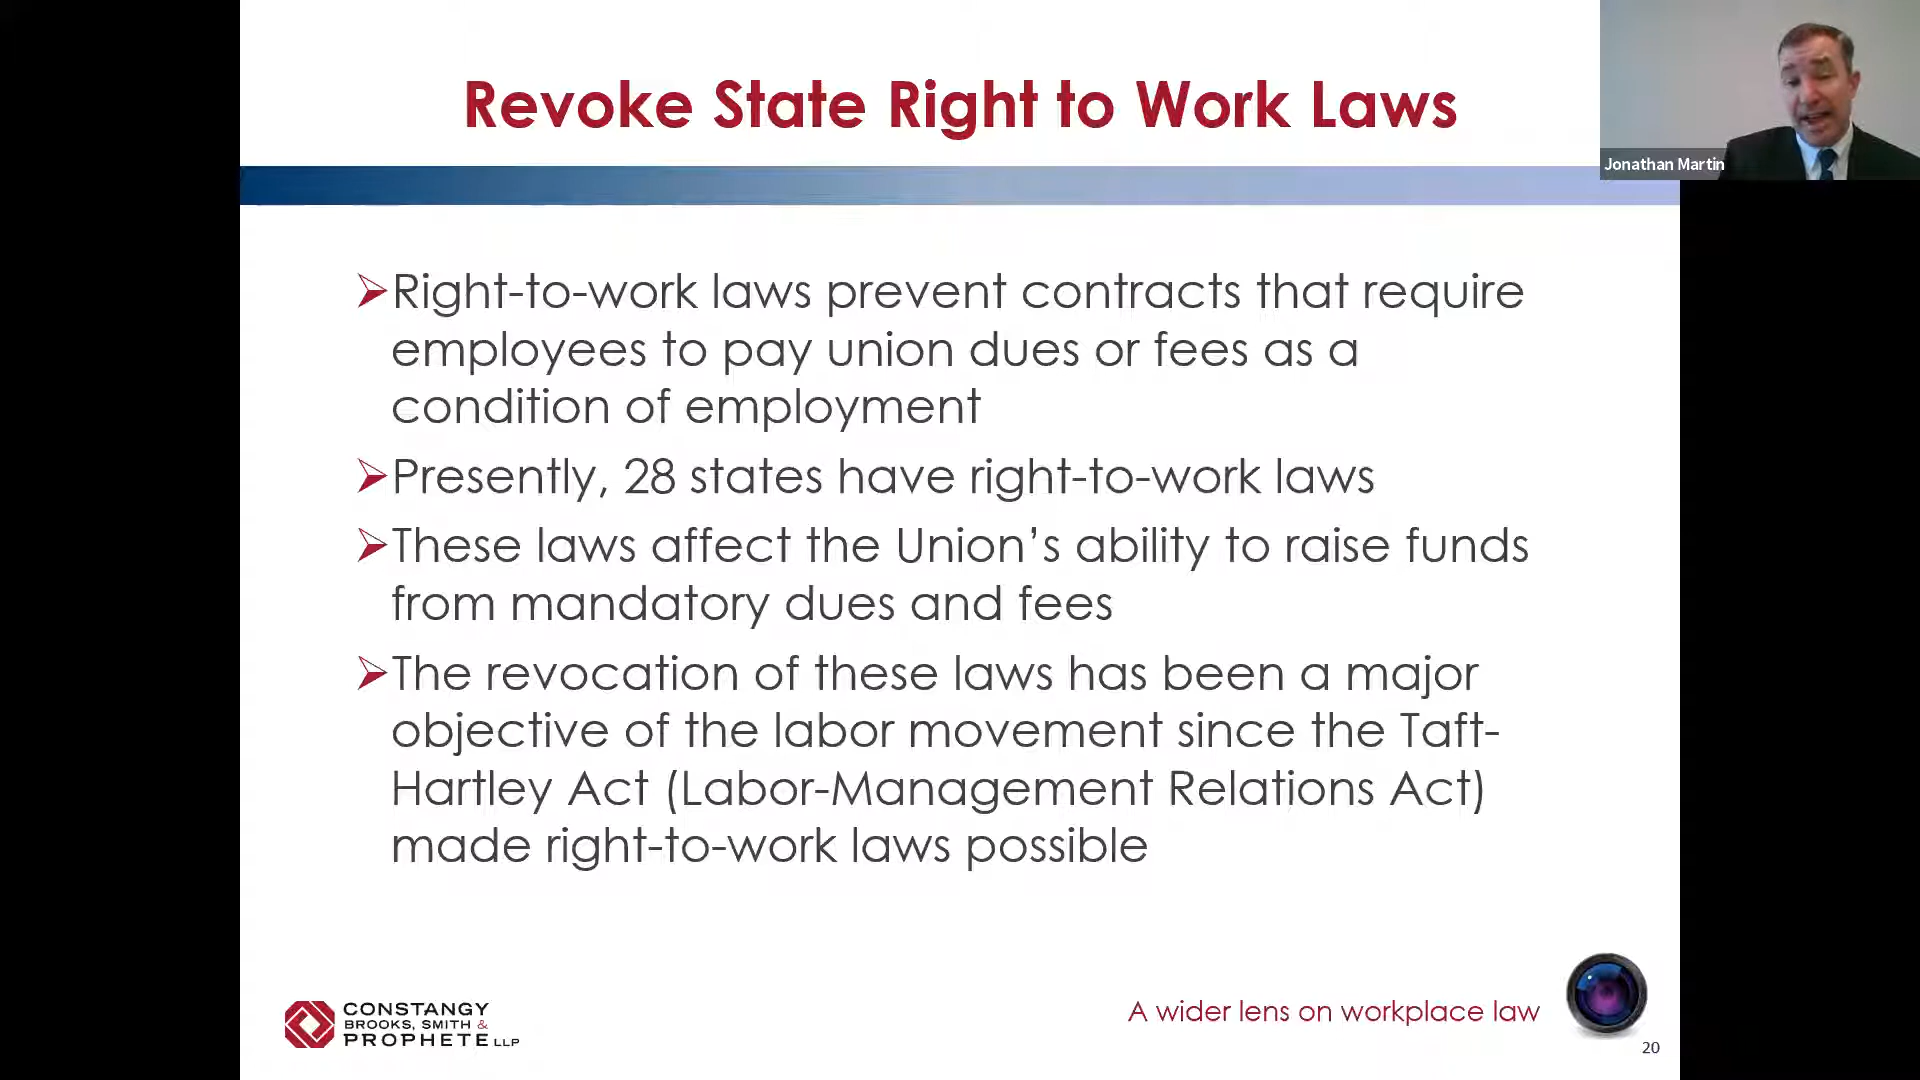 Revoke State Right to Work Laws
Jonathan Martin
➢Right-to-work laws prevent contracts that require
employees to pay union dues or fees as a
condition of employment
➢Presently, 28 states have right-to-work laws
➢These laws affect the Union’s ability to raise funds
from mandatory dues and fees
➢The revocation of these laws has been a major
objective of the labor movement since the Taft-
Hartley Act (Labor-Management Relations Act)
made right-to-work laws possible
CONSTANGY
BROOKS, SMITH &
PROPHETE LLP
A wider lens on workplace law
20